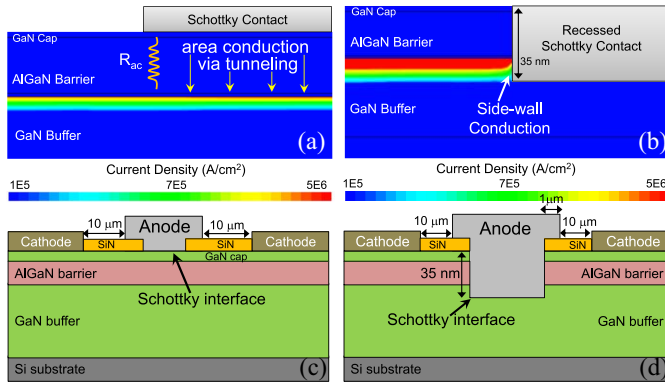 Schottky Contact
GaN Cap
R_ac
area conduction
via tunneling
AlGaN Barrier
GaN Buffer
(a)
GaN Cap
AlGaN Barrier
Recessed
Schottky Contact
35 nm
GaN Buffer
Side-wall
Conduction
(b)
Current Density (A/cm²)
1E5
7E5
5E6
10 µm
Anode
10 µm
Cathode
SiN
SiN
Cathode
GaN cap
AlGaN barrier
Schottky interface
GaN buffer
Si substrate
(c)
Current Density (A/cm²)
1E5
7E5
5E6
1µm
10 µm
Anode
10 µm
Cathode
SiN
SiN
Cathode
35 nm
AlGaN barrier
Schottky interface
GaN buffer
Si substrate
(d)